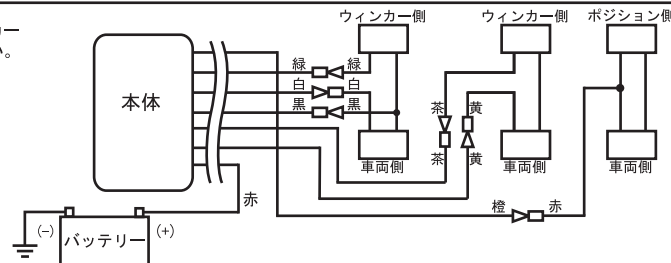 ウィンカー側
ウィンカー側
ポジション側
ー
い。
緑
緑
白
白
黒
黒
本体
茶
黄
茶
黄
車両側
車両側
車両側
赤
橙
赤
(−)
バッテリー
(+)